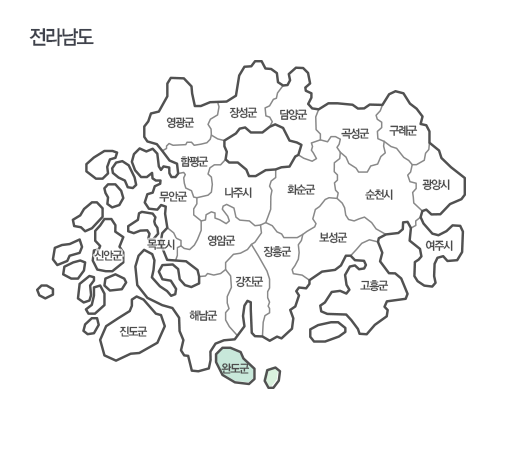 전라남도
영광군
장성군
담양군
곡성군
구례군
함평군
나주시
화순군
순천시
광양시
무안군
목포시
영암군
장흥군
보성군
여주시
신안군
강진군
고흥군
해남군
진도군
완도군